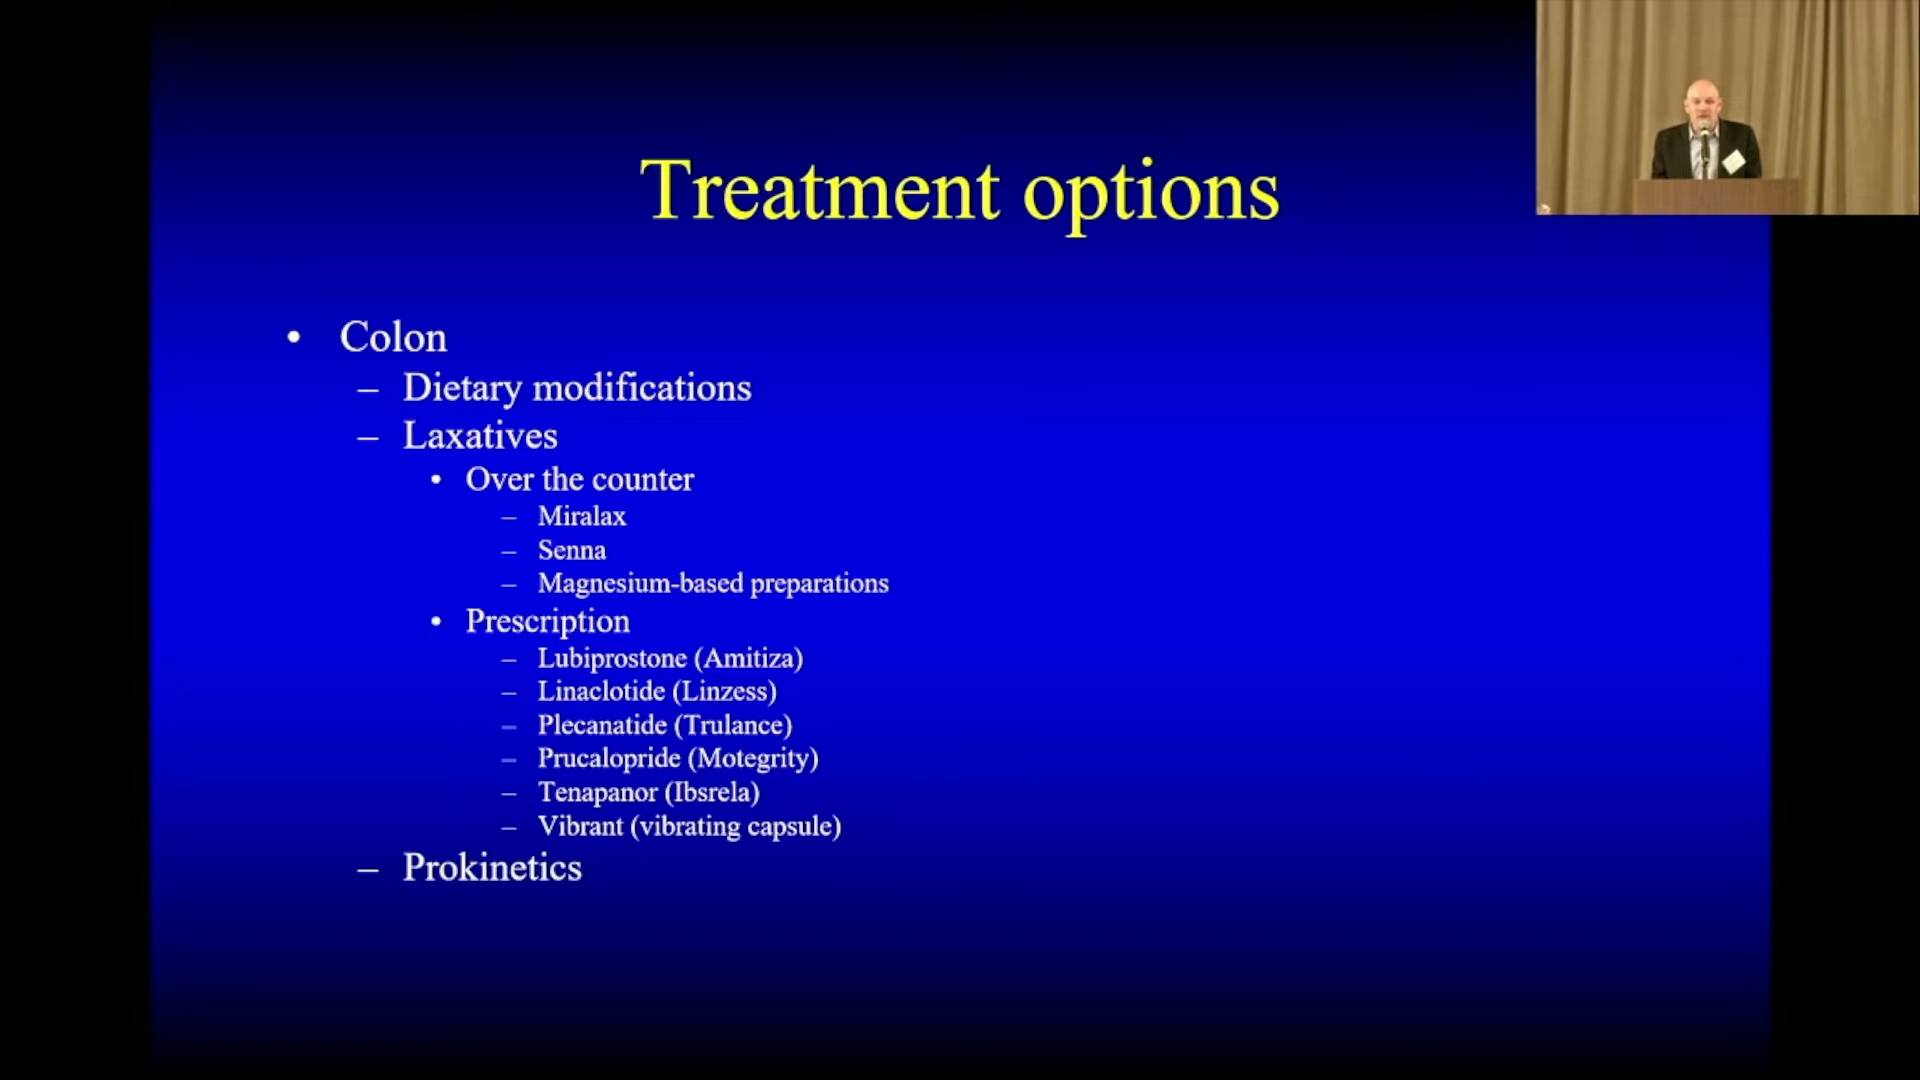 Treatment options
• Colon
– Dietary modifications
– Laxatives
• Over the counter
– Miralax
– Senna
– Magnesium-based preparations
• Prescription
– Lubiprostone (Amitiza)
– Linaclotide (Linzess)
– Plecanatide (Trulance)
– Prucalopride (Motegrity)
– Tenapanor (Ibsrela)
– Vibrant (vibrating capsule)
– Prokinetics